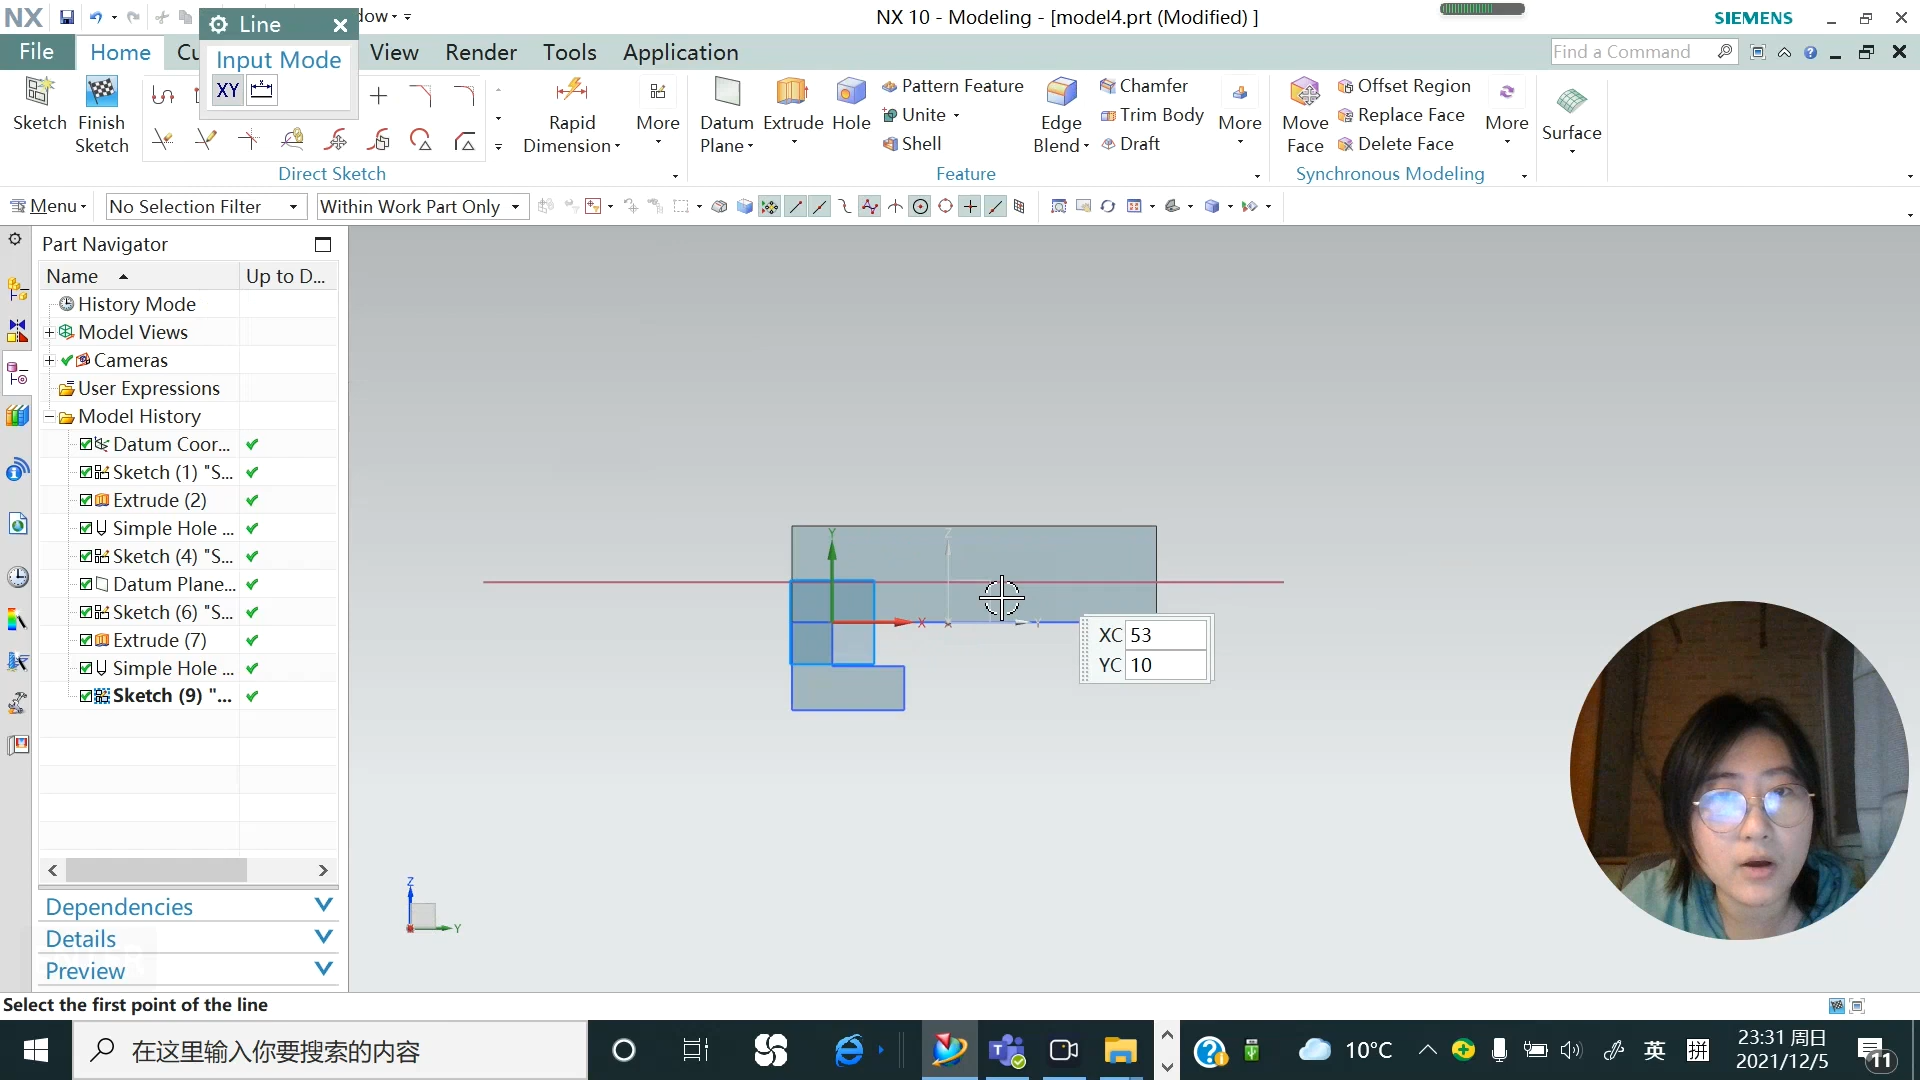 NX
dow
NX 10 - Modeling - [model4.prt (Modified) ]
SIEMENS
Line
Input Mode
XY
File
Home
Cu
View
Render
Tools
Application
Find a Command
Sketch
Finish
Sketch
Direct Sketch
Rapid
Dimension
More
Datum
Plane
Extrude
Hole
Pattern Feature
Unite
Shell
Edge
Blend
Chamfer
Trim Body
Draft
More
Feature
Move
Face
Offset Region
Replace Face
Delete Face
More
Synchronous Modeling
Surface
Menu
No Selection Filter
Within Work Part Only
Part Navigator
Name
Up to D...
History Mode
Model Views
Cameras
User Expressions
Model History
Datum Coor...
Sketch (1) "S...
Extrude (2)
Simple Hole ...
Sketch (4) "S...
Datum Plane...
Sketch (6) "S...
Extrude (7)
Simple Hole ...
Sketch (9) "...
Dependencies
Details
Preview
Y
Z
X
Y
XC 53
YC 10
Z
Y
Select the first point of the line
在这里输入你要搜索的内容
10°C
英
拼
23:31 周日
2021/12/5
11